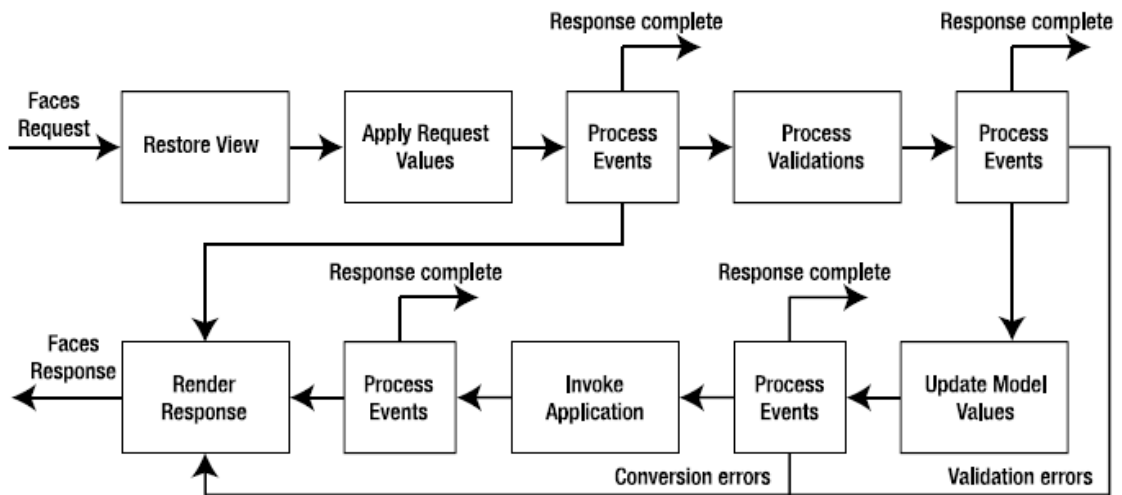 Response complete
Response complete
Faces
Request
Restore View
Apply Request
Values
Process
Events
Process
Validations
Process
Events
Response complete
Response complete
Faces
Response
Render
Response
Process
Events
Invoke
Application
Process
Events
Update Model
Values
Conversion errors
Validation errors